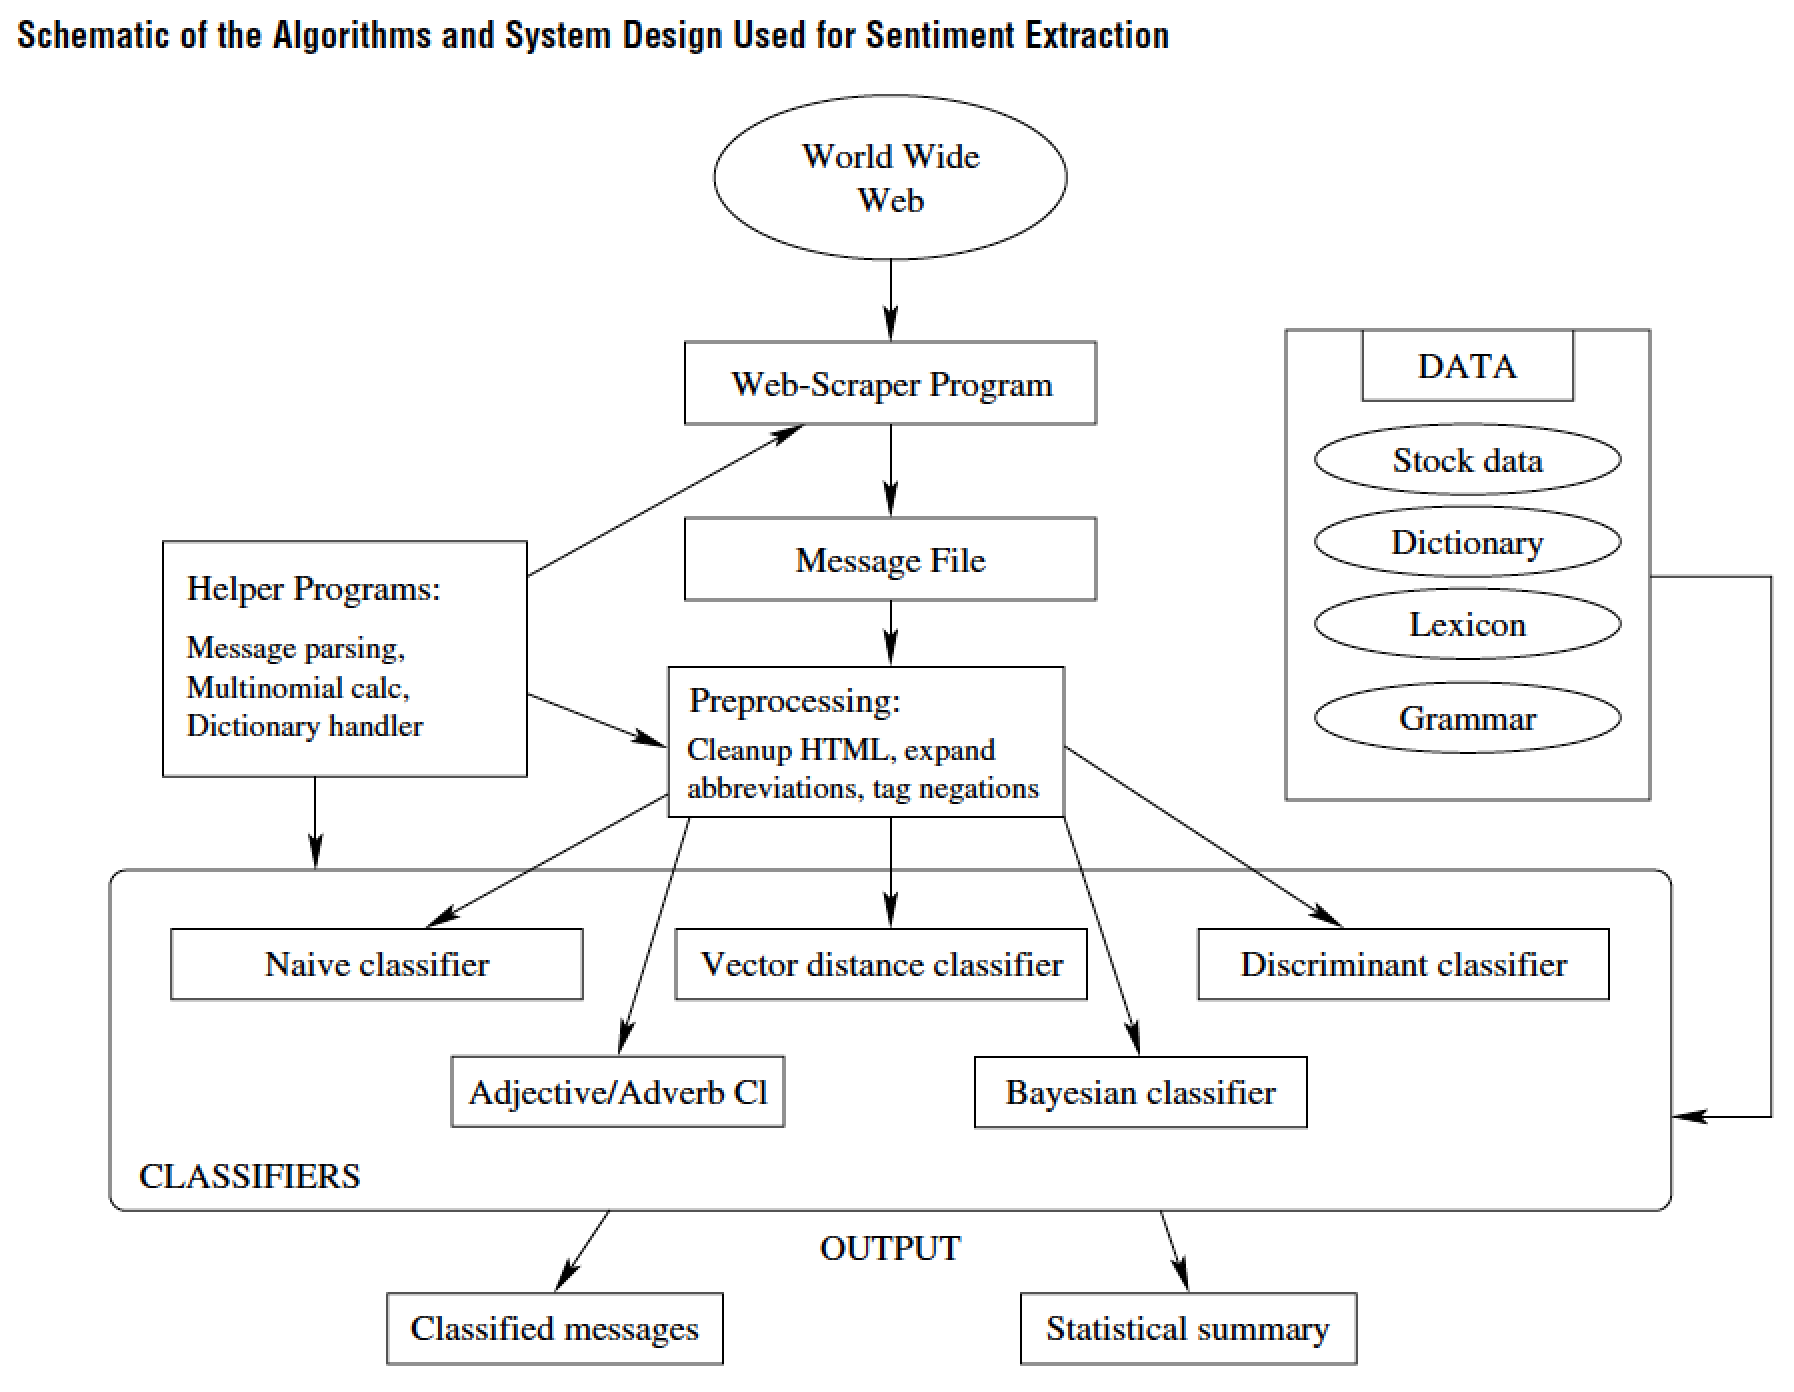 Schematic of the Algorithms and System Design Used for Sentiment Extraction
World Wide
Web
Web-Scraper Program
DATA
Stock data
Dictionary
Lexicon
Grammar
Message File
Helper Programs:
Message parsing,
Multinomial calc,
Dictionary handler
Preprocessing:
Cleanup HTML, expand
abbreviations, tag negations
Naive classifier
Vector distance classifier
Discriminant classifier
Adjective/Adverb Cl
Bayesian classifier
CLASSIFIERS
OUTPUT
Classified messages
Statistical summary